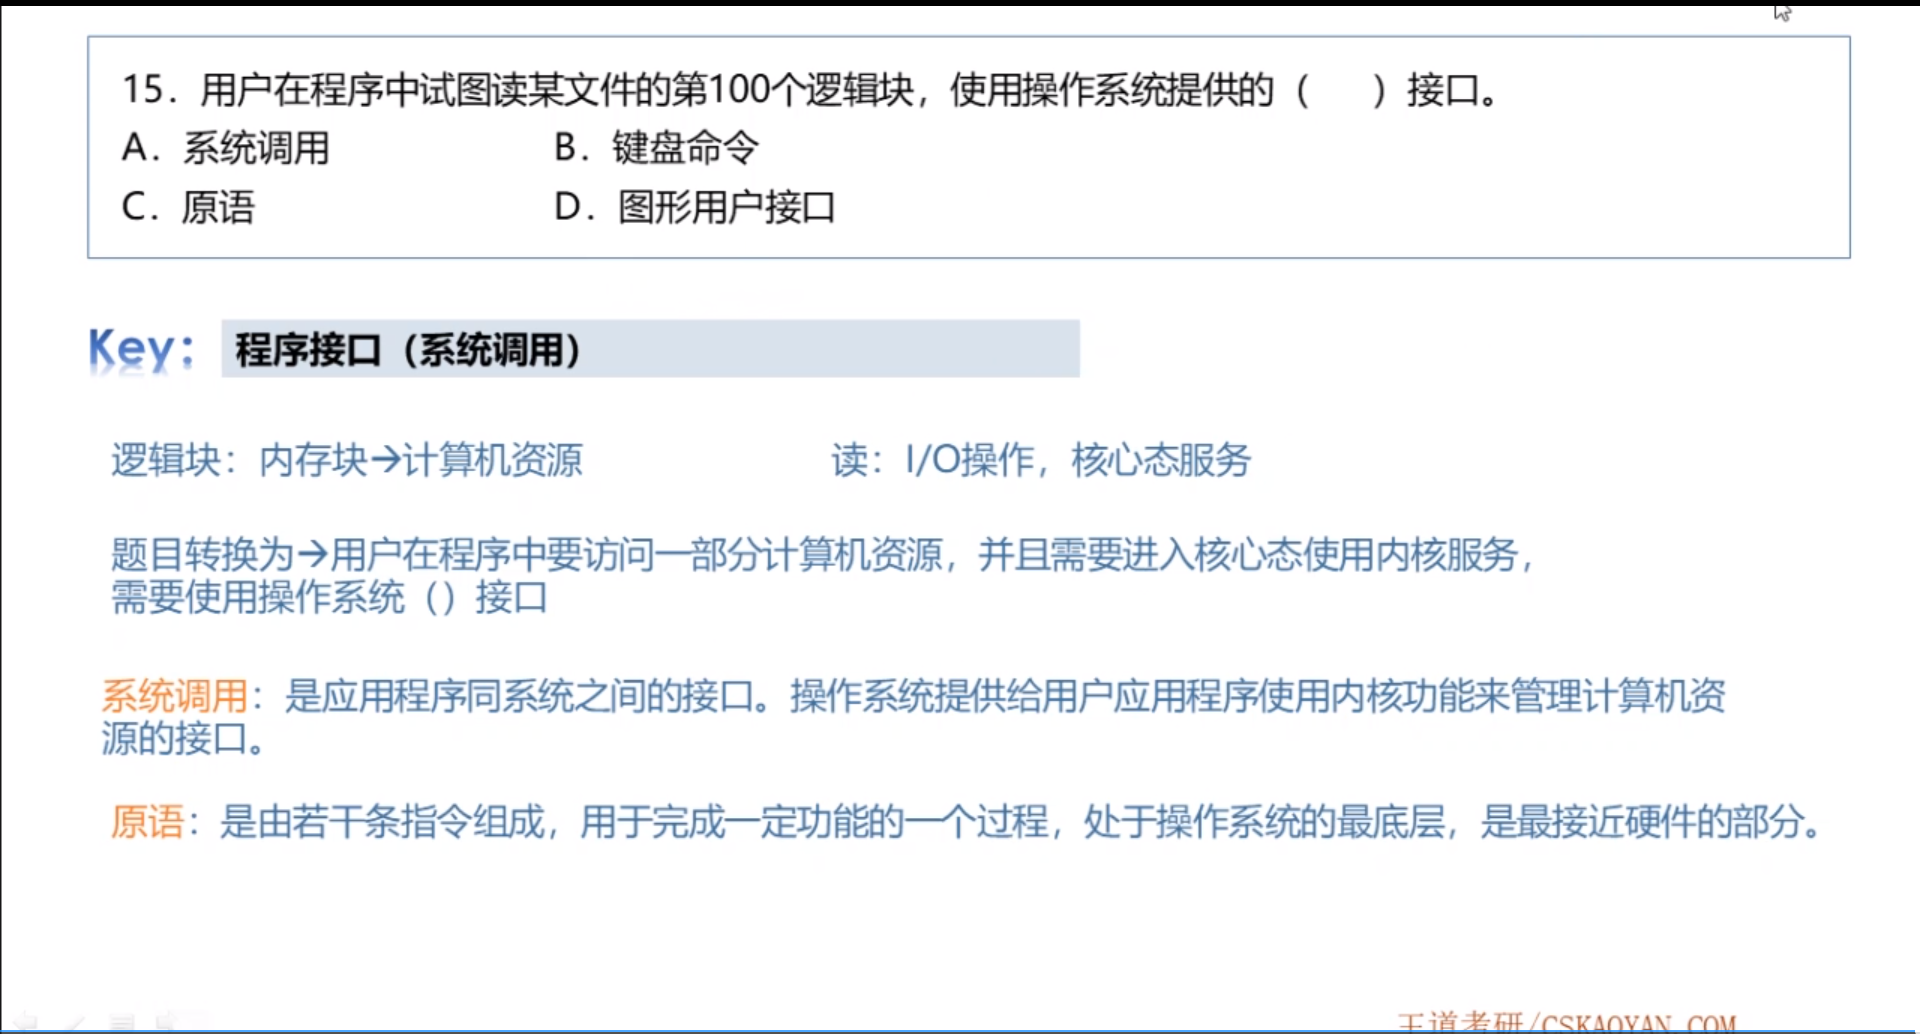 15. 用户在程序中试图读某文件的第100个逻辑块，使用操作系统提供的（　　）接口。
A. 系统调用　　B. 键盘命令
C. 原语　　D. 图形用户接口
Key: 程序接口（系统调用）
逻辑块：内存块→计算机资源　　读：I/O操作，核心态服务
题目转换为→用户在程序中要访问一部分计算机资源，并且需要进入核心态使用内核服务，
需要使用操作系统（）接口
系统调用：是应用程序同系统之间的接口。操作系统提供给用户应用程序使用内核功能来管理计算机资
源的接口。
原语：是由若干条指令组成，用于完成一定功能的一个过程，处于操作系统的最底层，是最接近硬件的部分。
王道考研/CSKAOYAN.COM